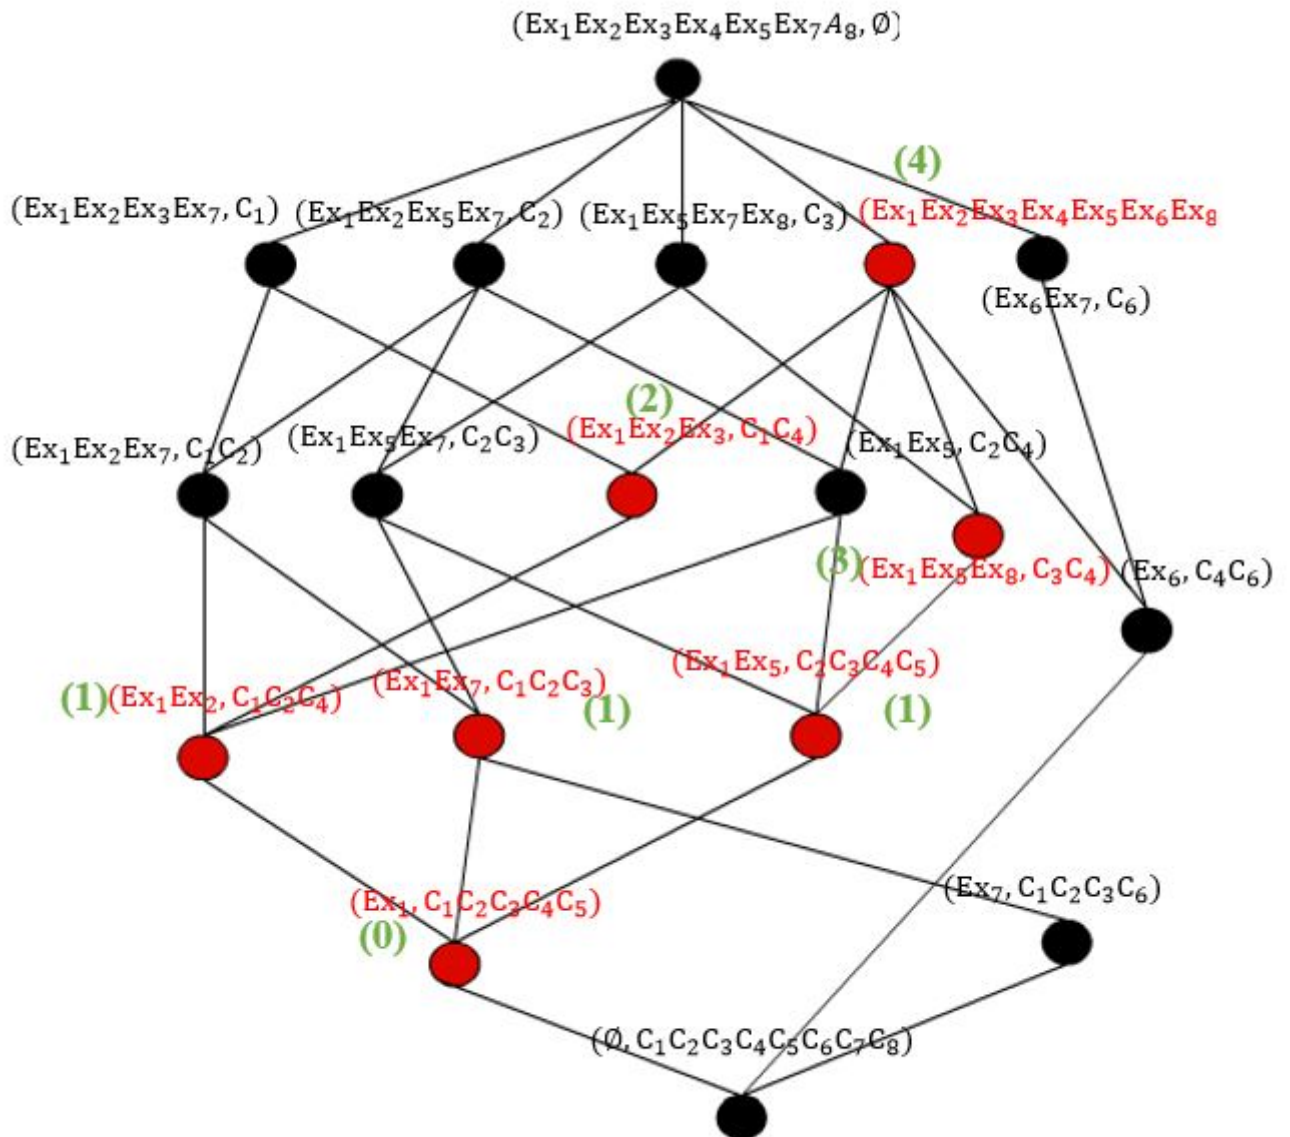 (Ex₁Ex₂Ex₃Ex₄Ex₅Ex₇A₈, ∅)
(4)
(Ex₁Ex₂Ex₃Ex₇, C₁) (Ex₁Ex₂Ex₅Ex₇, C₂) (Ex₁Ex₅Ex₇Ex₈, C₃) (Ex₁Ex₂Ex₃Ex₄Ex₅Ex₆Ex₈
(Ex₆Ex₇, C₆)
(2)
(Ex₁Ex₂Ex₇, C₁C₂) (Ex₁Ex₅Ex₇, C₂C₃) (Ex₁Ex₂Ex₃, C₁C₄) (Ex₁Ex₅, C₂C₄)
(3) (Ex₁Ex₅Ex₈, C₃C₄) (Ex₆, C₄C₆)
(1) (Ex₁Ex₂, C₁C₂C₄) (Ex₁Ex₇, C₁C₂C₃) (1) (Ex₁Ex₅, C₂C₃C₄C₅) (1)
(Ex₇, C₁C₂C₃C₆)
(Ex₁, C₁C₂C₃C₄C₅)
(0)
(∅, C₁C₂C₃C₄C₅C₆C₇C₈)